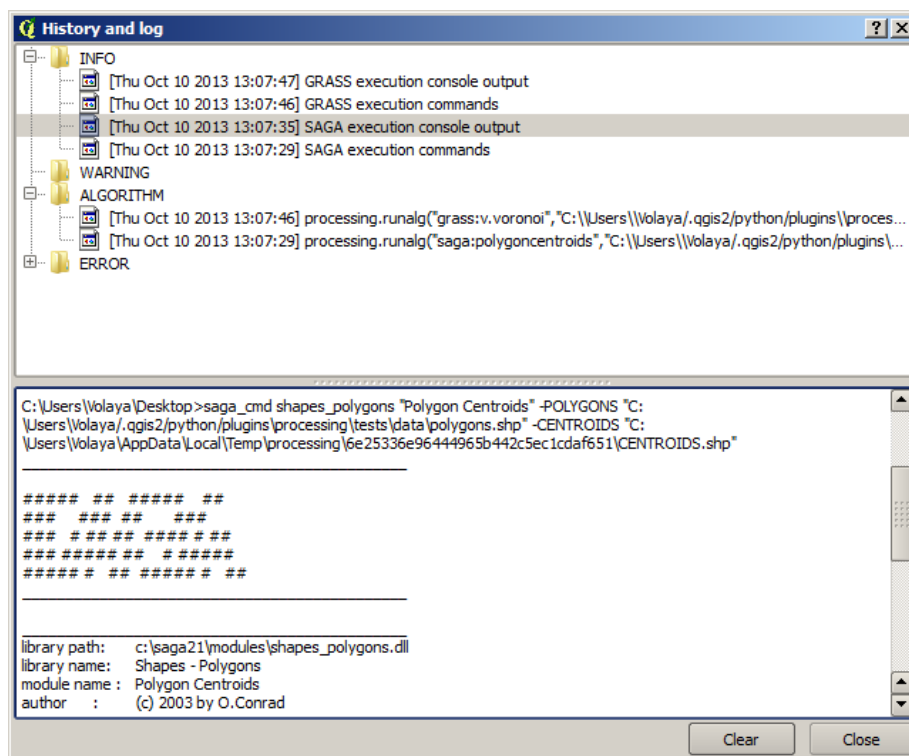 History and log
INFO
[Thu Oct 10 2013 13:07:47] GRASS execution console output
[Thu Oct 10 2013 13:07:46] GRASS execution commands
[Thu Oct 10 2013 13:07:35] SAGA execution console output
[Thu Oct 10 2013 13:07:29] SAGA execution commands
WARNING
ALGORITHM
[Thu Oct 10 2013 13:07:46] processing.runalg("grass:v.voronoi","C:\\Users\\Volaya/.qgis2/python/plugins\\proces...
[Thu Oct 10 2013 13:07:29] processing.runalg("saga:polygoncentroids","C:\\Users\\Volaya/.qgis2/python/plugins\...
ERROR
C:\Users\Volaya\Desktop>saga_cmd shapes_polygons "Polygon Centroids" -POLYGONS "C:
\Users\Volaya/.qgis2/python/plugins\processing\tests\data\polygons.shp" -CENTROIDS "C:
\Users\Volaya\AppData\Local\Temp\processing\6e25336e96444965b442c5ec1cdaf651\CENTROIDS.shp"
_____________________________________________
##### ## ##### ##
### ### ## ###
### # ## ## #### # ##
### ##### ## # #####
##### # ## ##### # ##
_____________________________________________
_____________________________________________
library path: c:\saga21\modules\shapes_polygons.dll
library name: Shapes - Polygons
module name : Polygon Centroids
author : (c) 2003 by O.Conrad
Clear Close